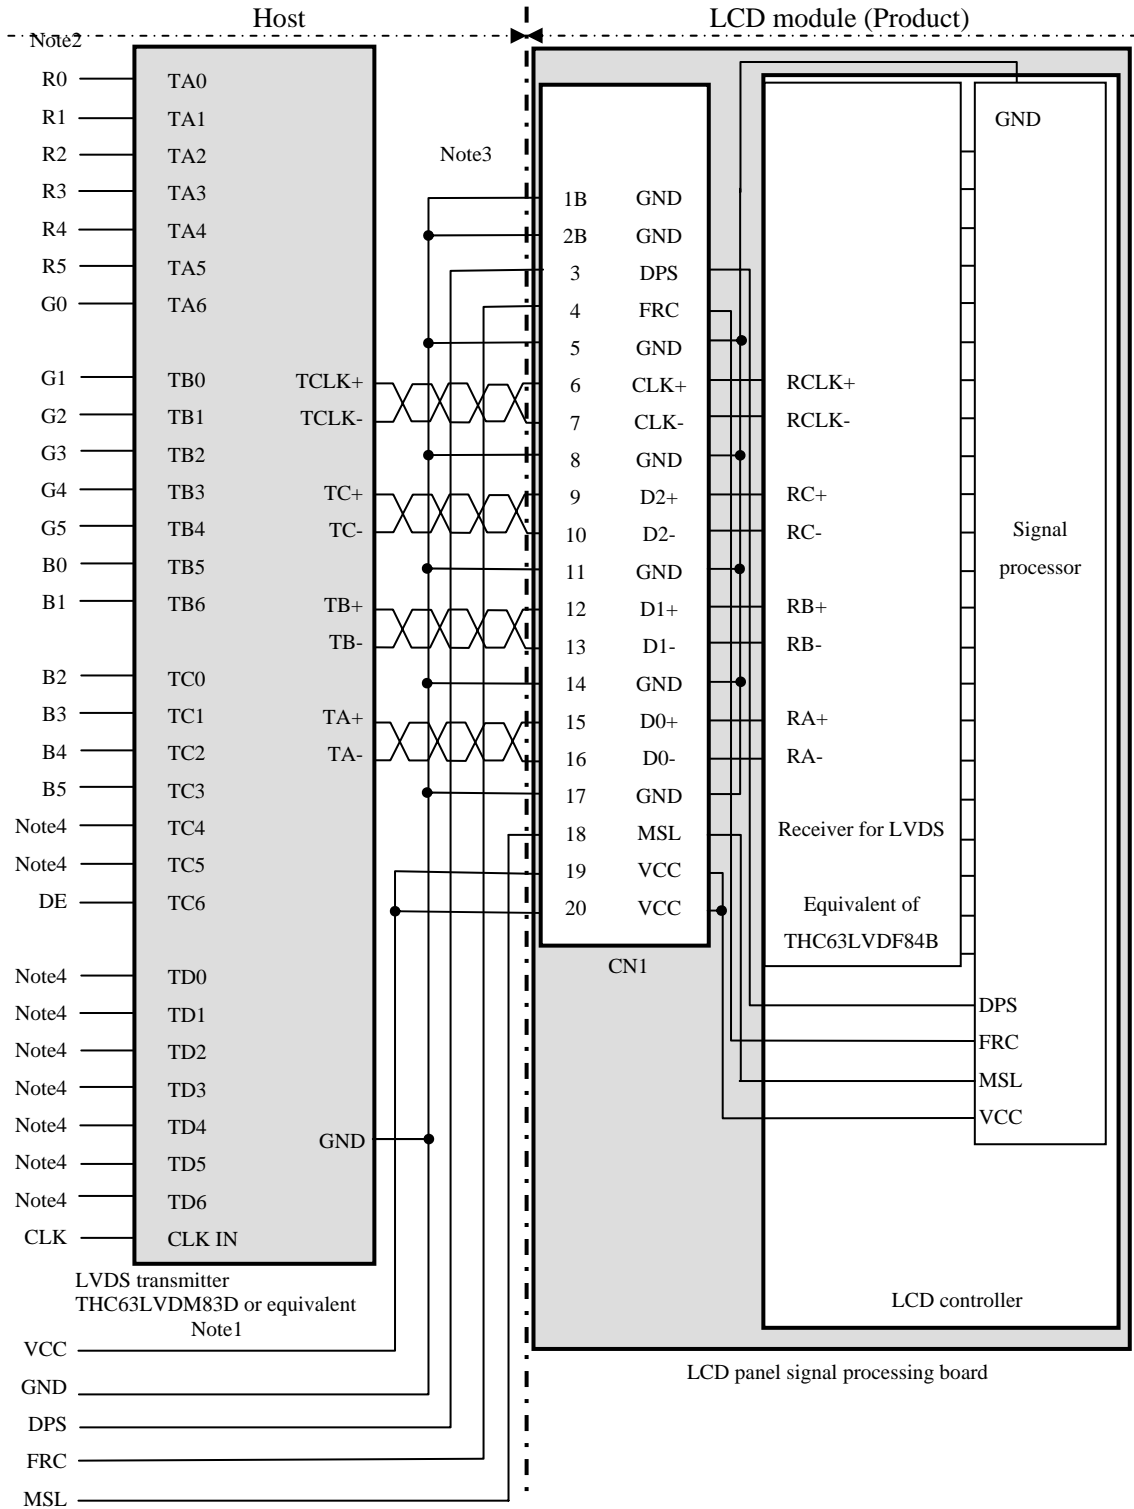 Host
LCD module (Product)
Note2
R0 TA0
R1 TA1
R2 TA2
R3 TA3
R4 TA4
R5 TA5
G0 TA6
G1 TB0 TCLK+
G2 TB1 TCLK-
G3 TB2
G4 TB3 TC+
G5 TB4 TC-
B0 TB5
B1 TB6 TB+
TB-
B2 TC0
B3 TC1 TA+
B4 TC2 TA-
B5 TC3
Note4 TC4
Note4 TC5
DE TC6
Note4 TD0
Note4 TD1
Note4 TD2
Note4 TD3
Note4 TD4
GND
Note4 TD5
Note4 TD6
CLK CLK IN
LVDS transmitter
THC63LVDM83D or equivalent
Note1
VCC
GND
DPS
FRC
MSL
Note3
1B GND
2B GND
3 DPS
4 FRC
5 GND
6 CLK+
7 CLK-
8 GND
9 D2+
10 D2-
11 GND
12 D1+
13 D1-
14 GND
15 D0+
16 D0-
17 GND
18 MSL
19 VCC
20 VCC
CN1
RCLK+
RCLK-
RC+
RC-
RB+
RB-
RA+
RA-
Receiver for LVDS
Equivalent of
THC63LVDF84B
GND
Signal
processor
DPS
FRC
MSL
VCC
LCD controller
LCD panel signal processing board